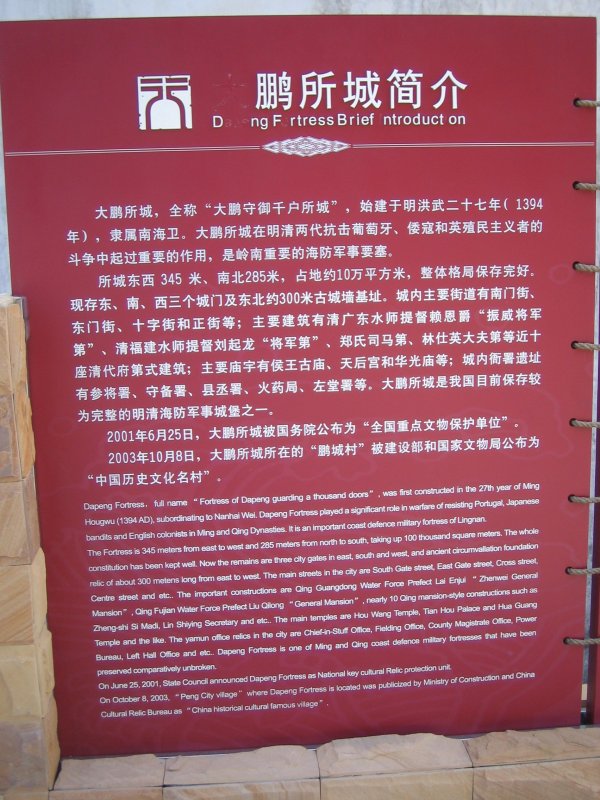 大鹏所城简介
Dapeng Fortress Brief Introduction
大鹏所城，全称“大鹏守御千户所城”，始建于明洪武二十七年（1394
年），隶属南海卫。大鹏所城在明清两代抗击葡萄牙、倭寇和英殖民主义者的
斗争中起过重要的作用，是岭南重要的海防军事要塞。
所城东西 345 米、南北285米，占地约10万平方米，整体格局保存完好。
现存东、南、西三个城门及东北约300米古城墙基址。城内主要街道有南门街、
东门街、十字街和正街等；主要建筑有清广东水师提督赖恩爵“振威将军
第”、清福建水师提督刘起龙“将军第”、郑氏司马第、林仕英大夫第等近十
座清代府第式建筑；主要庙宇有侯王古庙、天后宫和华光庙等；城内衙署遗址
有参将署、守备署、县丞署、火药局、左堂署等。大鹏所城是我国目前保存较
为完整的明清海防军事城堡之一。
2001年6月25日，大鹏所城被国务院公布为“全国重点文物保护单位”。
2003年10月8日，大鹏所城所在的“鹏城村”被建设部和国家文物局公布为
“中国历史文化名村”。
Dapeng Fortress, full name “Fortress of Dapeng guarding a thousand doors”, was first constructed in the 27th year of Ming
Hougwu (1394 AD), subordinating to Nanhai Wei. Dapeng Fortress played a significant role in warfare of resisting Portugal, Japanese
bandits and English colonists in Ming and Qing Dynasties. It is an important coast defence military fortress of Lingnan.
The Fortress is 345 meters from east to west and 285 meters from north to south, taking up 100 thousand square meters. The whole
constitution has been kept well. Now the remains are three city gates in east, south and west, and ancient circumvallation foundation
relic of about 300 metens long from east to west. The main streets in the city are South Gate street, East Gate street, Cross street,
Centre street and etc.. The important constructions are Qing Guangdong Water Force Prefect Lai Enjui “Zhenwei General
Mansion”, Qing Fujian Water Force Prefect Liu Qilong “General Mansion”, nearly 10 Qing mansion-style constructions such as
Zheng-shi Si Madi, Lin Shiying Secretary and etc.. The main temples are Hou Wang Temple, Tian Hou Palace and Hua Guang
Temple and the like. The yamun office relics in the city are Chief-in-Stuff Office, Fielding Office, County Magistrate Office, Power
Bureau, Left Hall Office and etc.. Dapeng Fortress is one of Ming and Qing coast defence military fortresses that have been
preserved comparatively unbroken.
On June 25, 2001, State Council announced Dapeng Fortress as National key cultural Relic protection unit.
On October 8, 2003, “Peng City village” where Dapeng Fortress is located was publicized by Ministry of Construction and China
Cultural Relic Bureau as “China historical cultural famous village”.